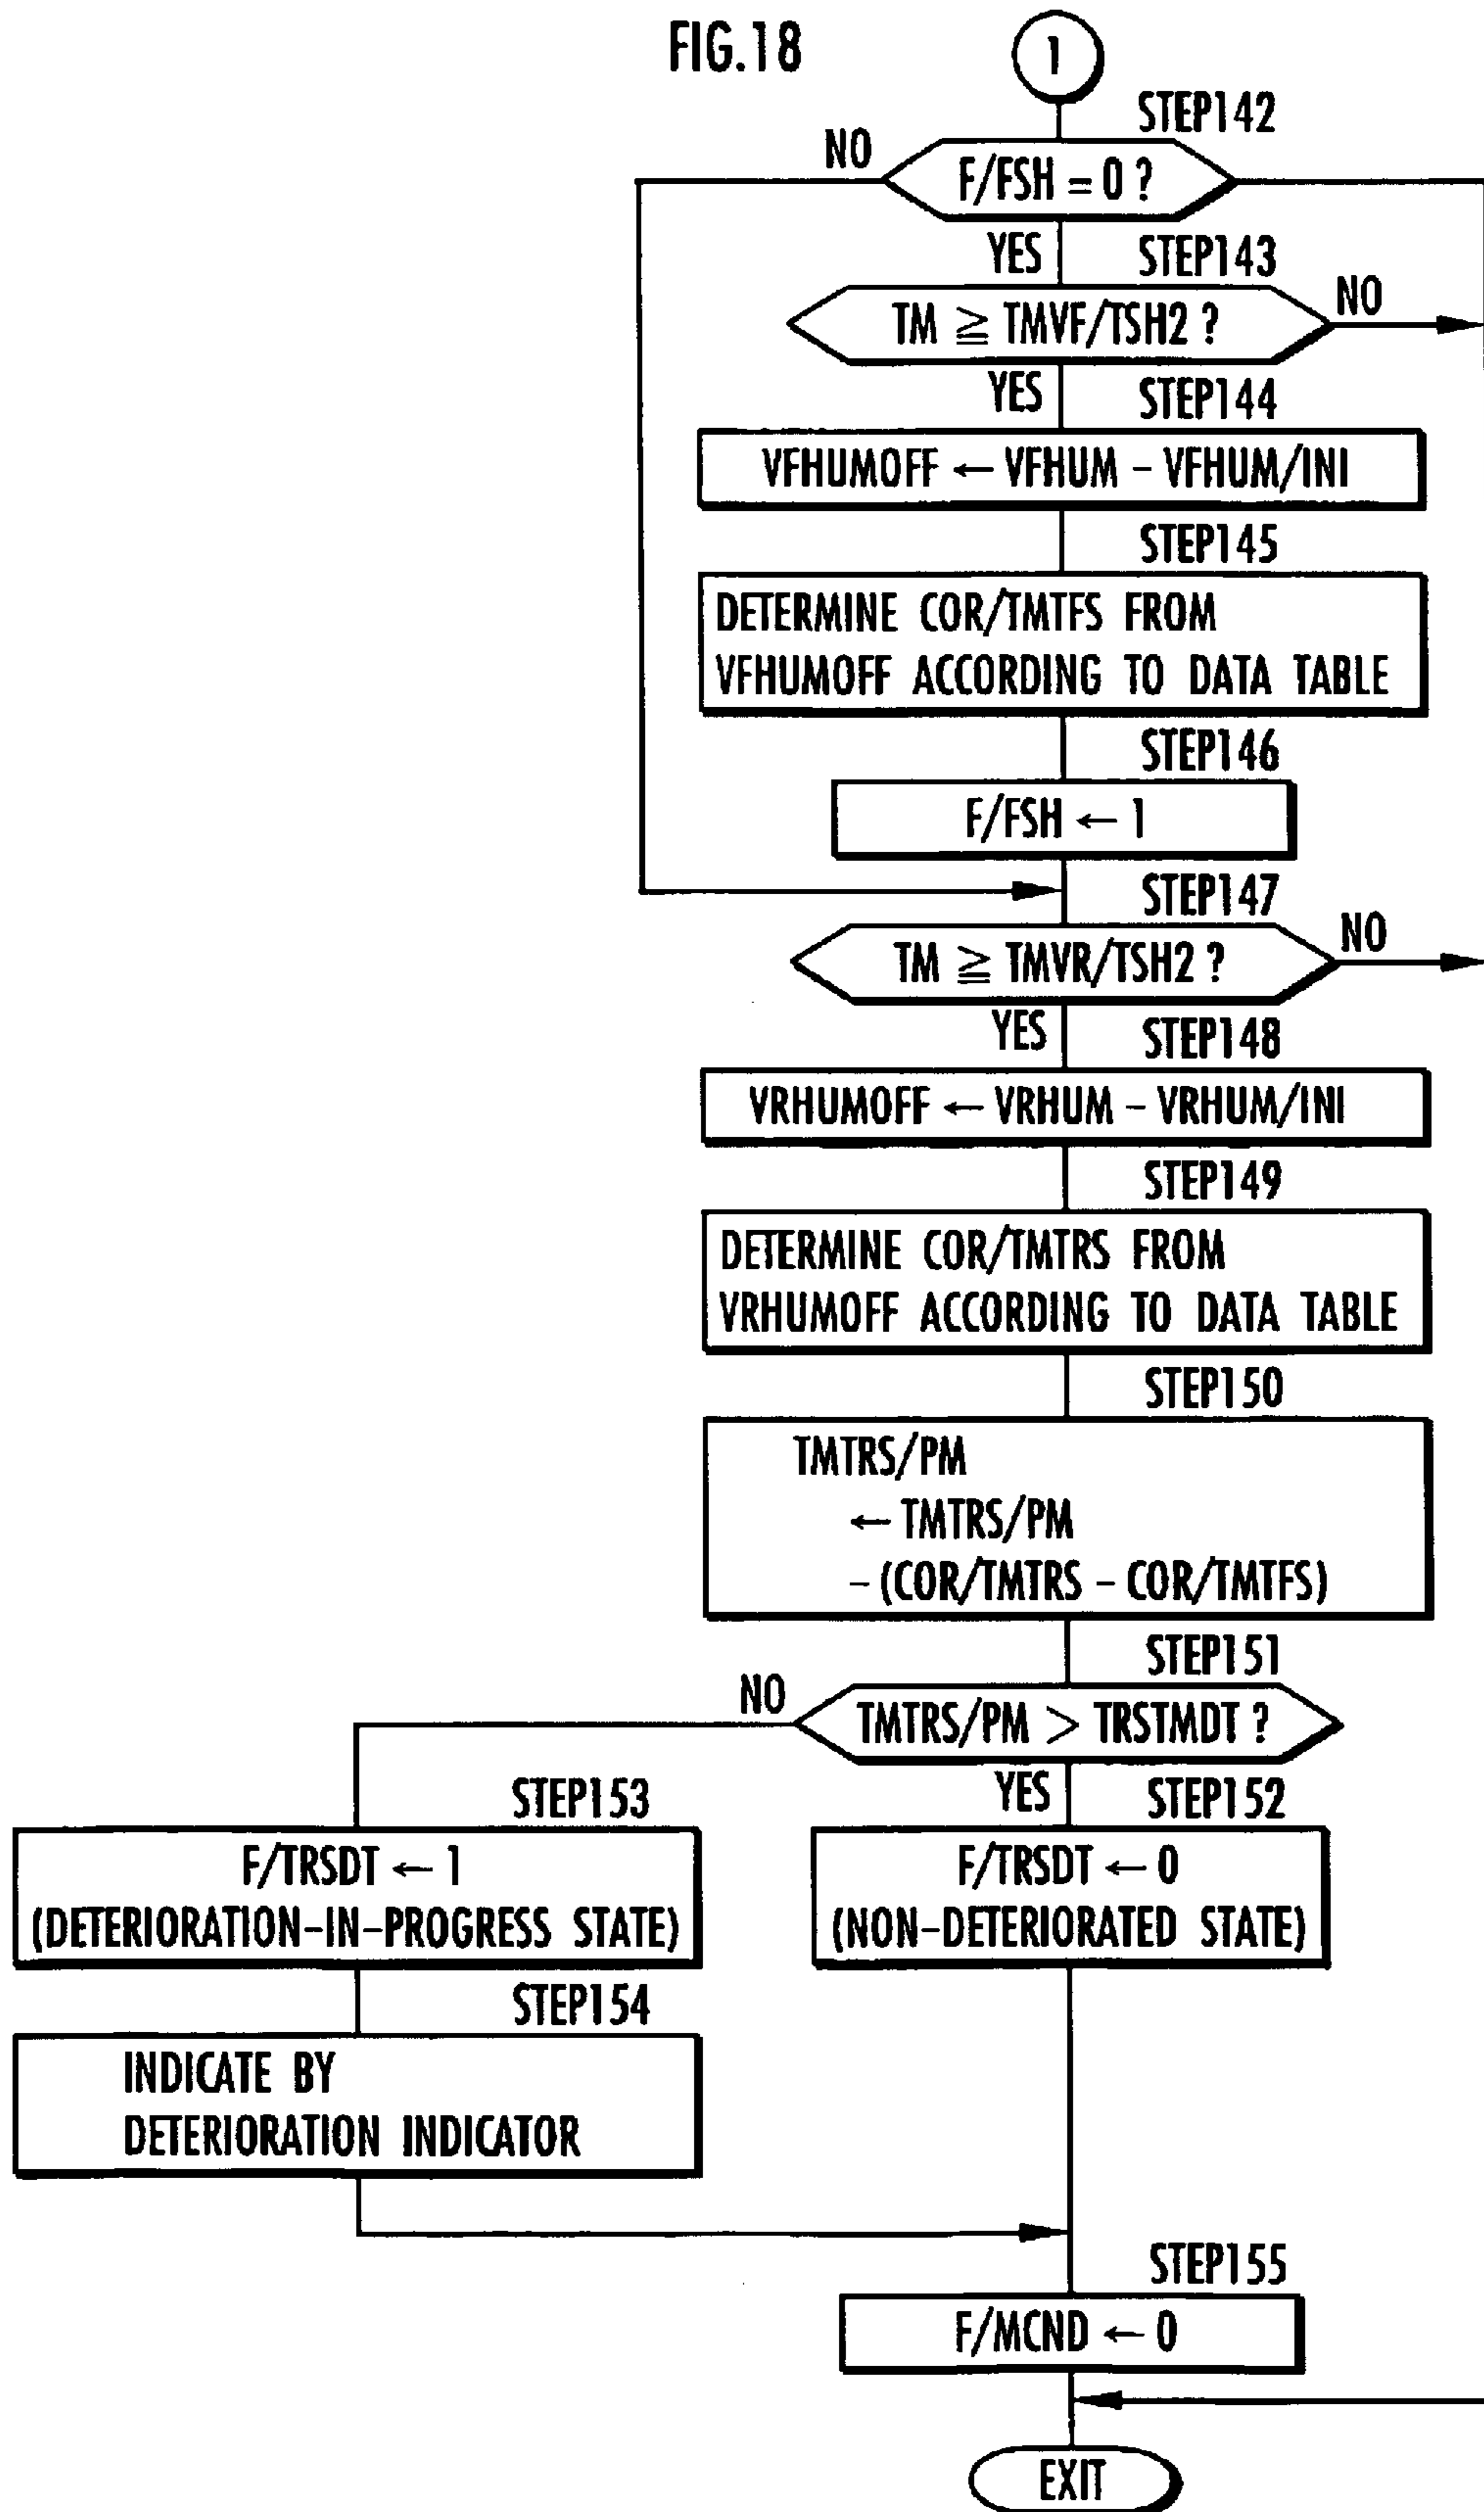 FIG.18
1
STEP142
NO
F/FSH = 0 ?
YES
STEP143
TM ≧ TMVF/TSH2 ?
NO
YES
STEP144
VFHUMOFF ← VFHUM – VFHUM/INI
STEP145
DETERMINE COR/TMTFS FROM
VFHUMOFF ACCORDING TO DATA TABLE
STEP146
F/FSH ← 1
STEP147
TM ≧ TMVR/TSH2 ?
NO
YES
STEP148
VRHUMOFF ← VRHUM – VRHUM/INI
STEP149
DETERMINE COR/TMTRS FROM
VRHUMOFF ACCORDING TO DATA TABLE
STEP150
TMTRS/PM
← TMTRS/PM
– (COR/TMTRS – COR/TMTFS)
STEP151
NO
TMTRS/PM > TRSTMDT ?
YES
STEP152
STEP153
F/TRSDT ← 1
(DETERIORATION-IN-PROGRESS STATE)
F/TRSDT ← 0
(NON-DETERIORATED STATE)
STEP154
INDICATE BY
DETERIORATION INDICATOR
STEP155
F/MCND ← 0
EXIT